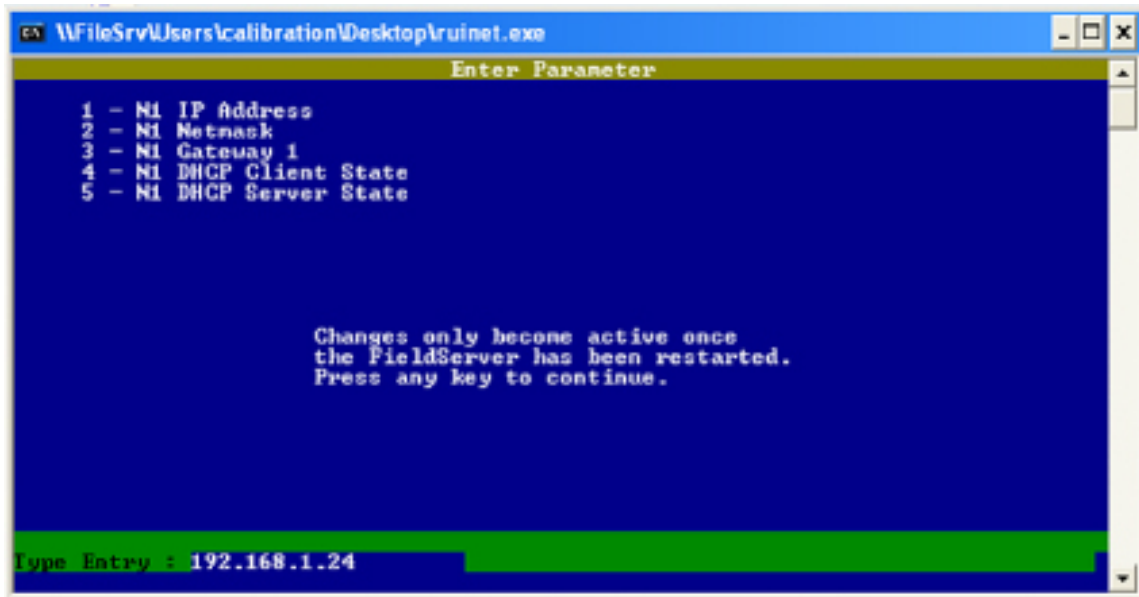 \\FileSrv\Users\calibration\Desktop\ruinet.exe
Enter Parameter
1 - N1 IP Address
2 - N1 Netmask
3 - N1 Gateway 1
4 - N1 DHCP Client State
5 - N1 DHCP Server State
Changes only become active once
the FieldServer has been restarted.
Press any key to continue.
Type Entry : 192.168.1.24